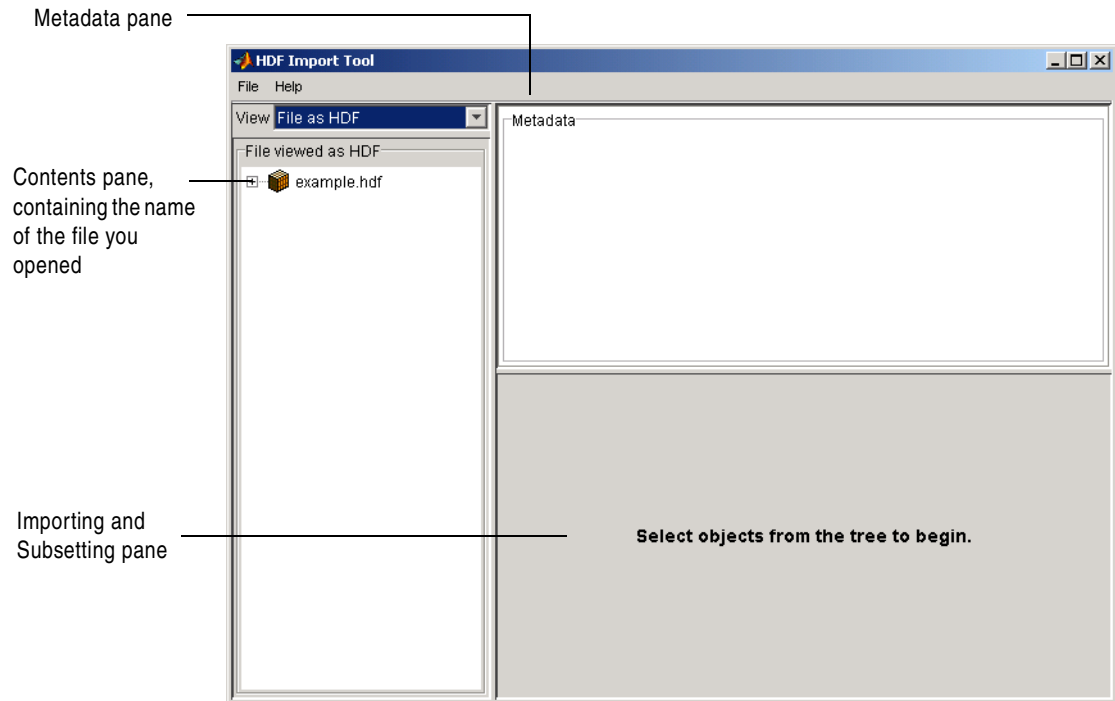 Metadata pane
HDF Import Tool
File Help
View File as HDF
Metadata
File viewed as HDF
example.hdf
Contents pane,
containing the name
of the file you
opened
Importing and
Subsetting pane
Select objects from the tree to begin.